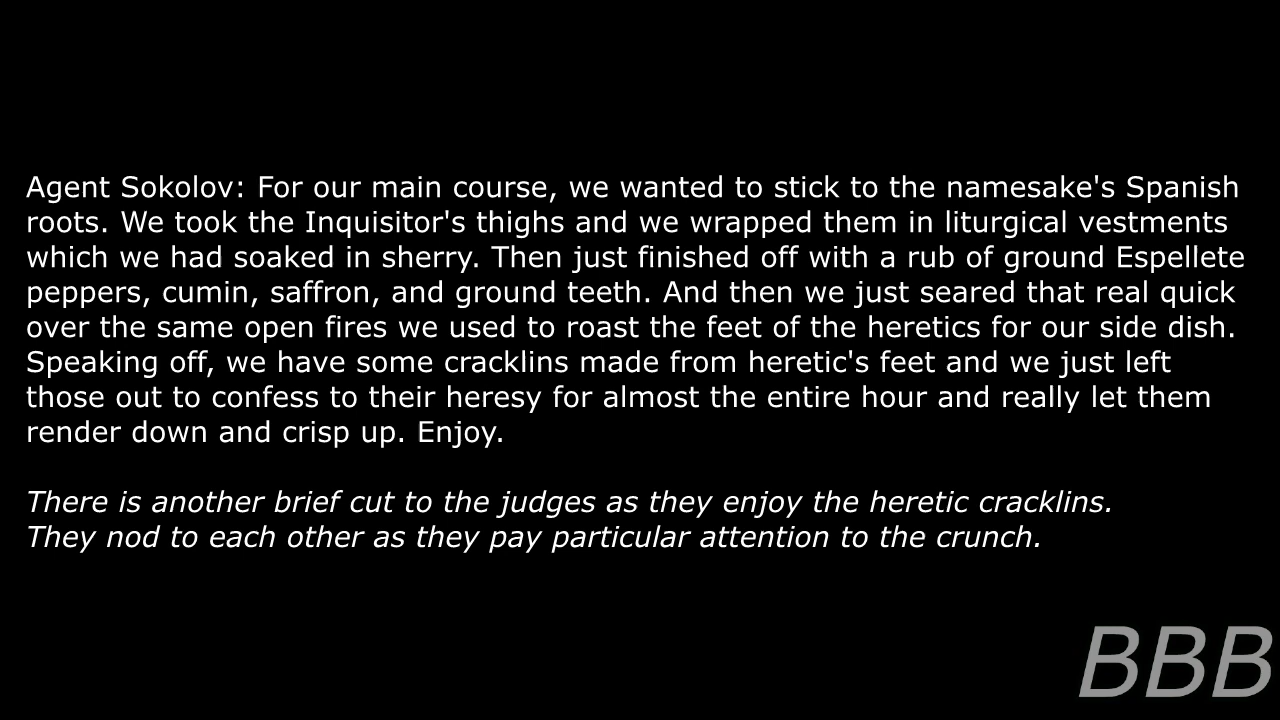 Agent Sokolov: For our main course, we wanted to stick to the namesake's Spanish
roots. We took the Inquisitor's thighs and we wrapped them in liturgical vestments
which we had soaked in sherry. Then just finished off with a rub of ground Espellete
peppers, cumin, saffron, and ground teeth. And then we just seared that real quick
over the same open fires we used to roast the feet of the heretics for our side dish.
Speaking off, we have some cracklins made from heretic's feet and we just left
those out to confess to their heresy for almost the entire hour and really let them
render down and crisp up. Enjoy.
There is another brief cut to the judges as they enjoy the heretic cracklins.
They nod to each other as they pay particular attention to the crunch.
BBB